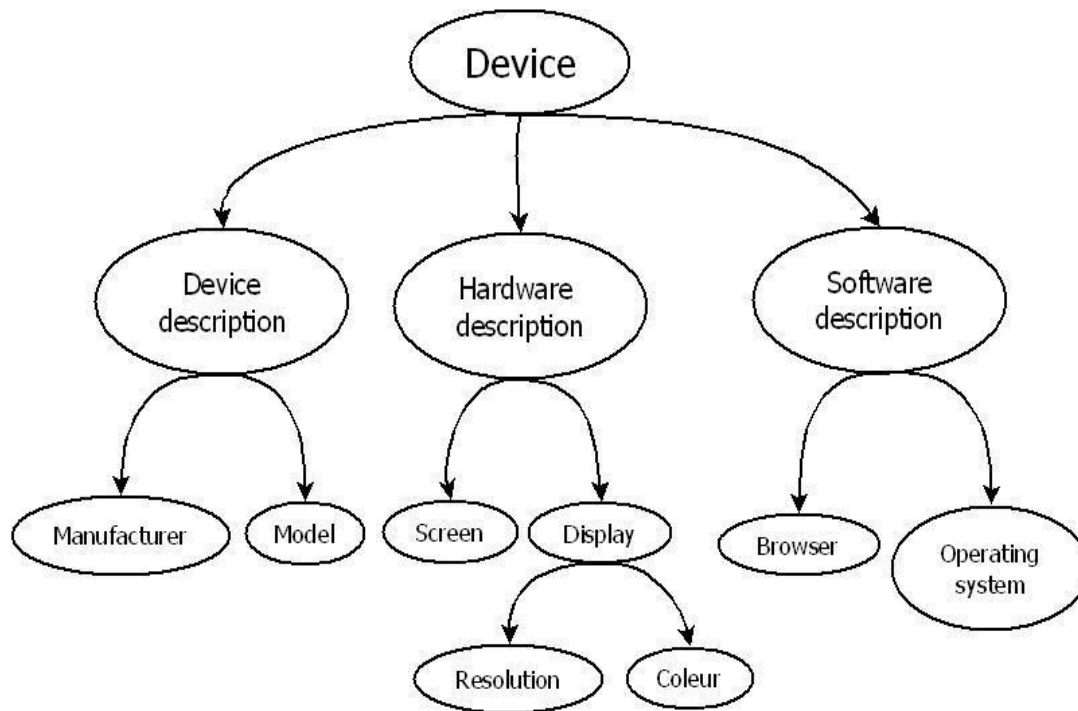 Device
Device
description
Hardware
description
Software
description
Manufacturer
Model
Screen
Display
Browser
Operating
system
Resolution
Coleur